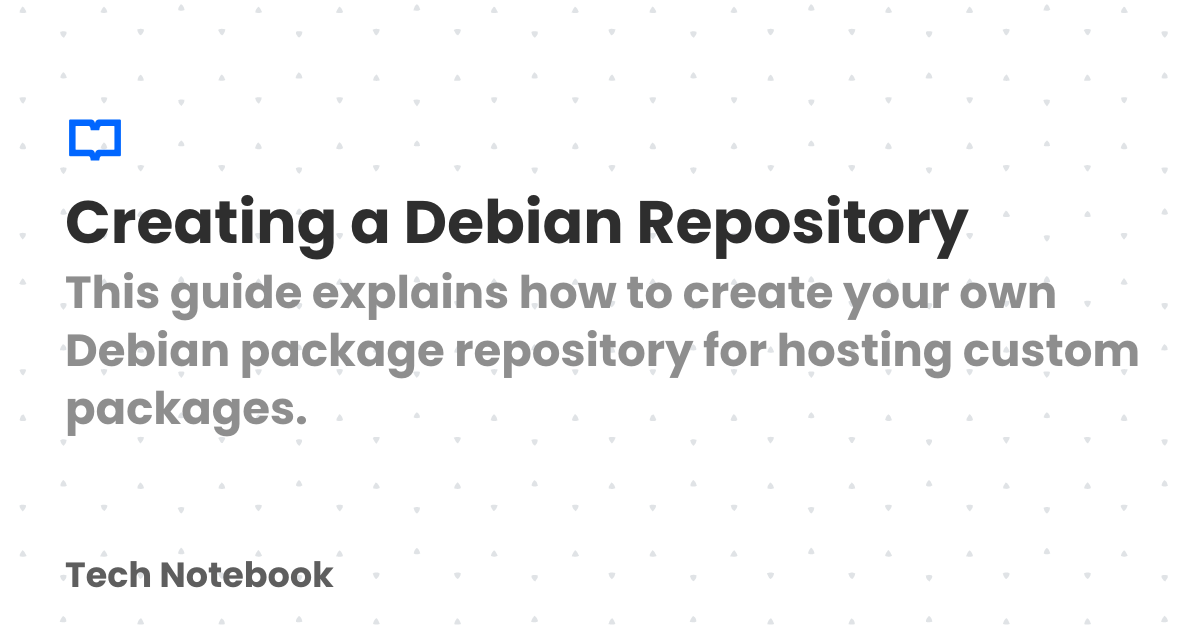 Creating a Debian Repository
This guide explains how to create your own
Debian package repository for hosting custom
packages.
Tech Notebook